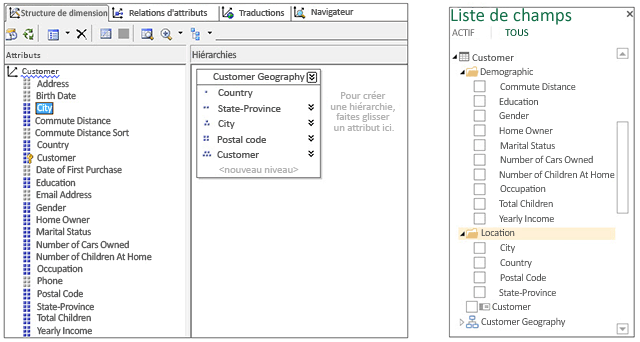 Structure de dimension
Relations d'attributs
Traductions
Navigateur
Attributs
Customer
Address
Birth Date
City
Commute Distance
Commute Distance Sort
Country
Customer
Date of First Purchase
Education
Email Address
Gender
Home Owner
Marital Status
Number of Cars Owned
Number of Children At Home
Occupation
Phone
Postal Code
State-Province
Total Children
Yearly Income
Hiérarchies
Customer Geography
Country
State-Province
City
Postal code
Customer
<nouveau niveau>
Pour créer
une hiérarchie,
faites glisser
un attribut ici.
Liste de champs
ACTIF
TOUS
Customer
Demographic
Commute Distance
Education
Gender
Home Owner
Marital Status
Number of Cars Owned
Number of Children At Home
Occupation
Total Children
Yearly Income
Location
City
Country
Postal Code
State-Province
Customer
Customer Geography